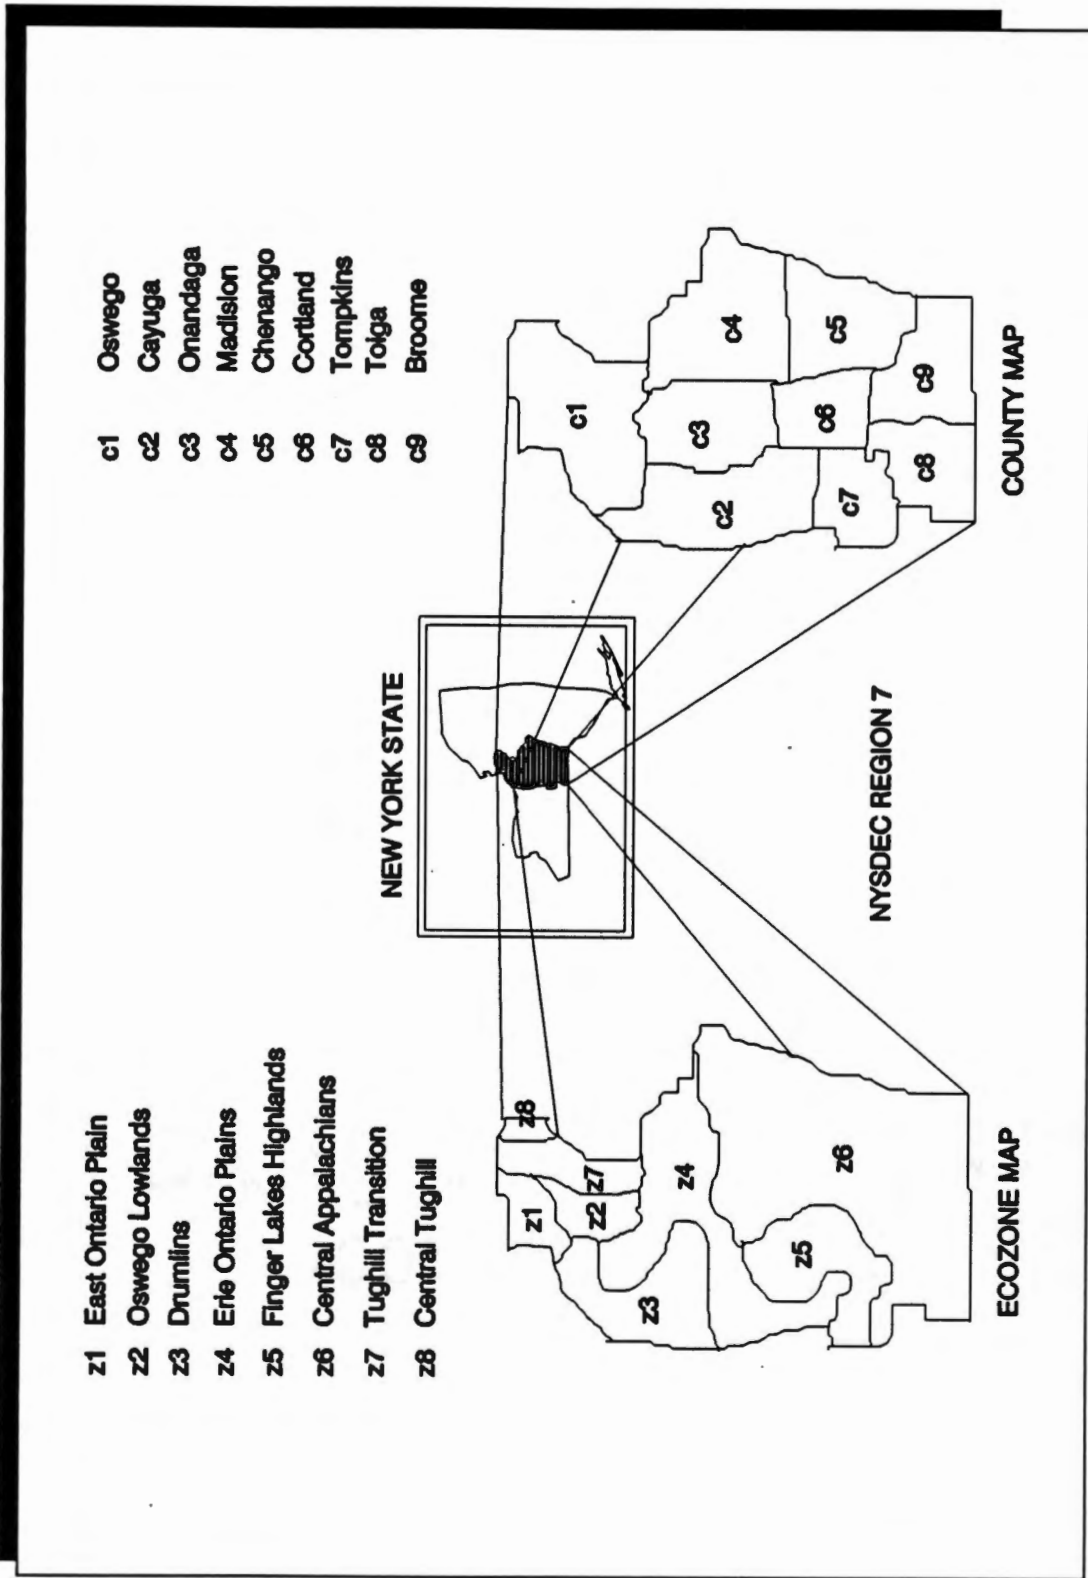 z1 East Ontario Plain
z2 Oswego Lowlands
z3 Drumlins
z4 Erie Ontario Plains
z5 Finger Lakes Highlands
z6 Central Appalachians
z7 Tughill Transition
z8 Central Tughill
c1 Oswego
c2 Cayuga
c3 Onandaga
c4 Madision
c5 Chenango
c6 Cortland
c7 Tompkins
c8 Toiga
c9 Broome
NEW YORK STATE
z8
z1
z2
z7
z3
z4
z5
z6
ECOZONE MAP
NYSDEC REGION 7
c1
c2
c3
c4
c5
c6
c7
c8
c9
COUNTY MAP